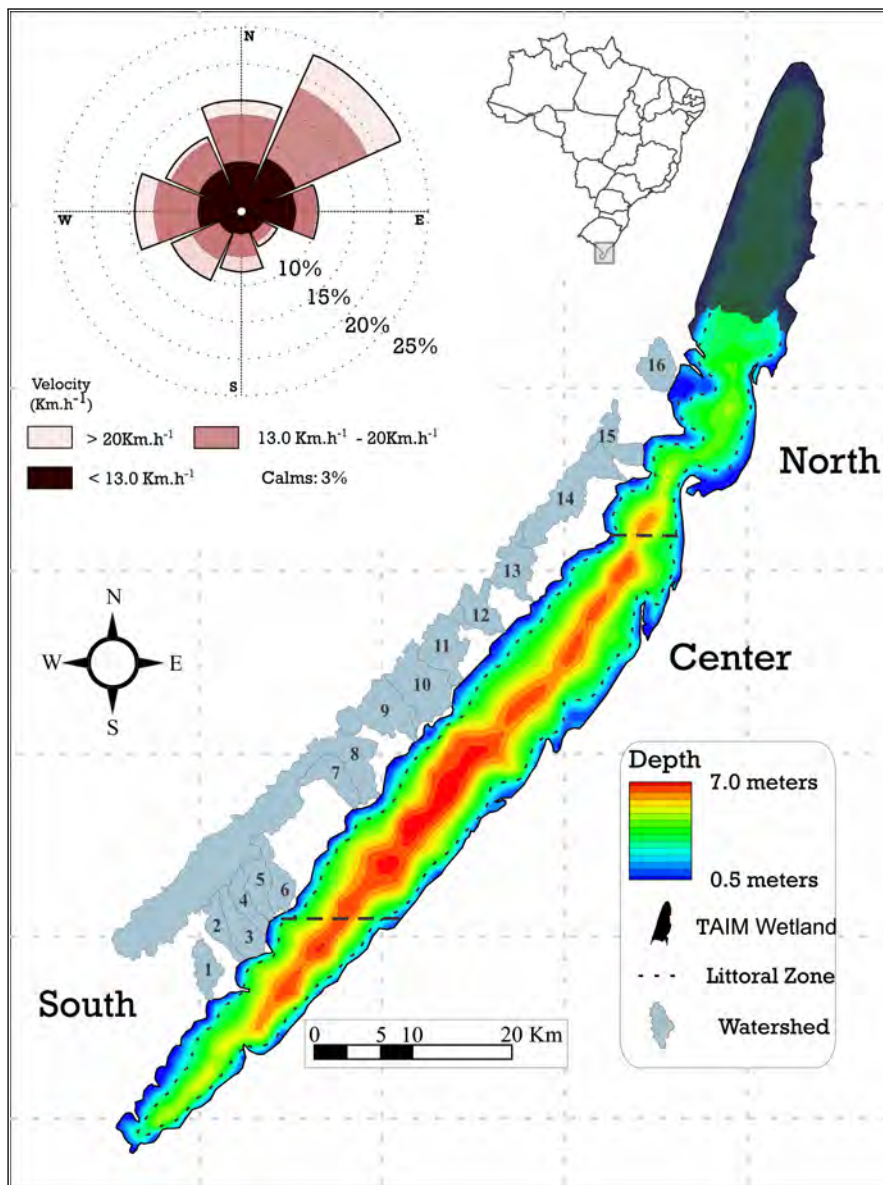 N
W
E
S
10%
15%
20%
25%
Velocity
(Km.h⁻¹)
> 20Km.h⁻¹
13.0 Km.h⁻¹ - 20Km.h⁻¹
< 13.0 Km.h⁻¹
Calms: 3%
16
15
North
14
13
12
N
W
E
S
11
Center
10
9
8
7
Depth
7.0 meters
0.5 meters
5
6
4
2
3
1
TAIM Wetland
Littoral Zone
Watershed
South
0 5 10 20 Km